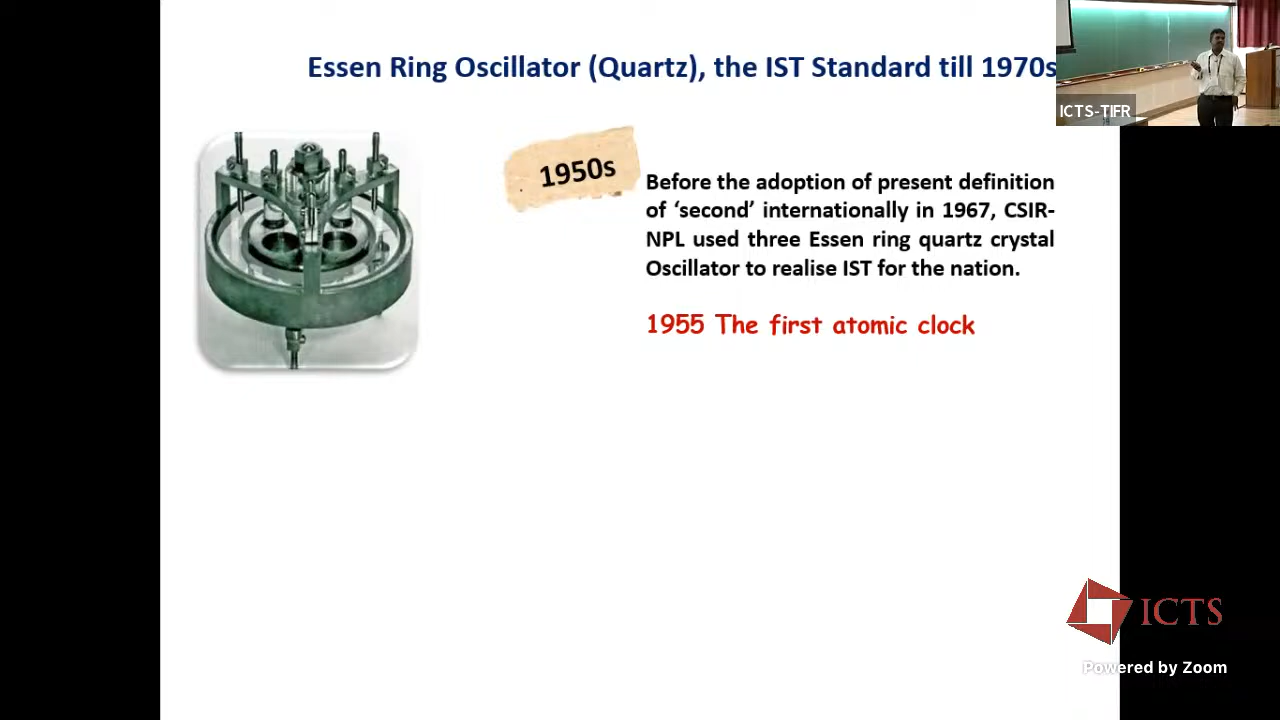 Essen Ring Oscillator (Quartz), the IST Standard till 1970s
ICTS-TIFR
1950s
Before the adoption of present definition
of ‘second’ internationally in 1967, CSIR-
NPL used three Essen ring quartz crystal
Oscillator to realise IST for the nation.
1955 The first atomic clock
ICTS
Powered by Zoom